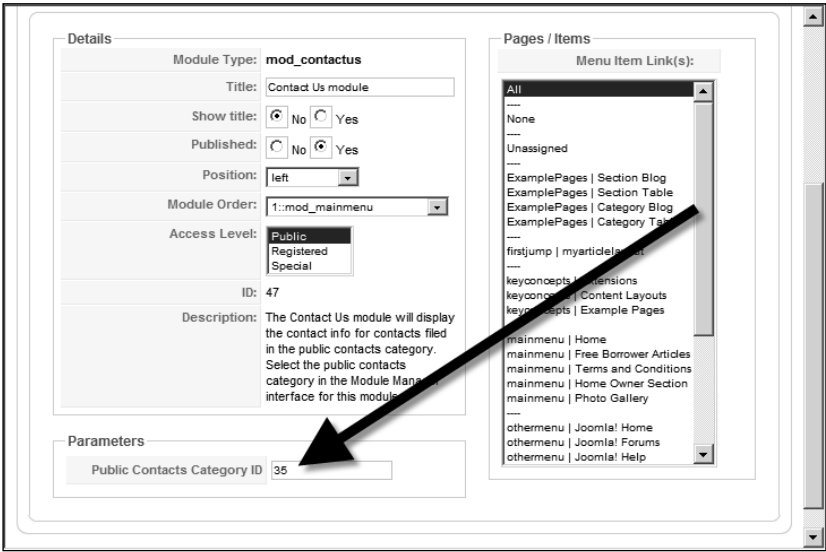 Details
Module Type: mod_contactus
Title: Contact Us module
Show title: No Yes
Published: No Yes
Position: left
Module Order: 1::mod_mainmenu
Access Level: Public
Registered
Special
ID: 47
Description: The Contact Us module will display
the contact info for contacts filed
in the public contacts category.
Select the public contacts
category in the Module Manager
interface for this module
Parameters
Public Contacts Category ID 35
Pages / Items
Menu Item Link(s):
All
----
None
----
Unassigned
----
ExamplePages | Section Blog
ExamplePages | Section Table
ExamplePages | Category Blog
ExamplePages | Category
----
firstjump |
----
keyconcepts | Extensions
keyconcepts | Content Layouts
keyconcepts | Example Pages
mainmenu | Home
mainmenu | Free Borrower Articles
mainmenu | Terms and Conditions
mainmenu | Home Owner Section
mainmenu | Photo Gallery
----
othermenu | Joomla! Home
othermenu | Joomla! Forums
othermenu | Joomla! Help